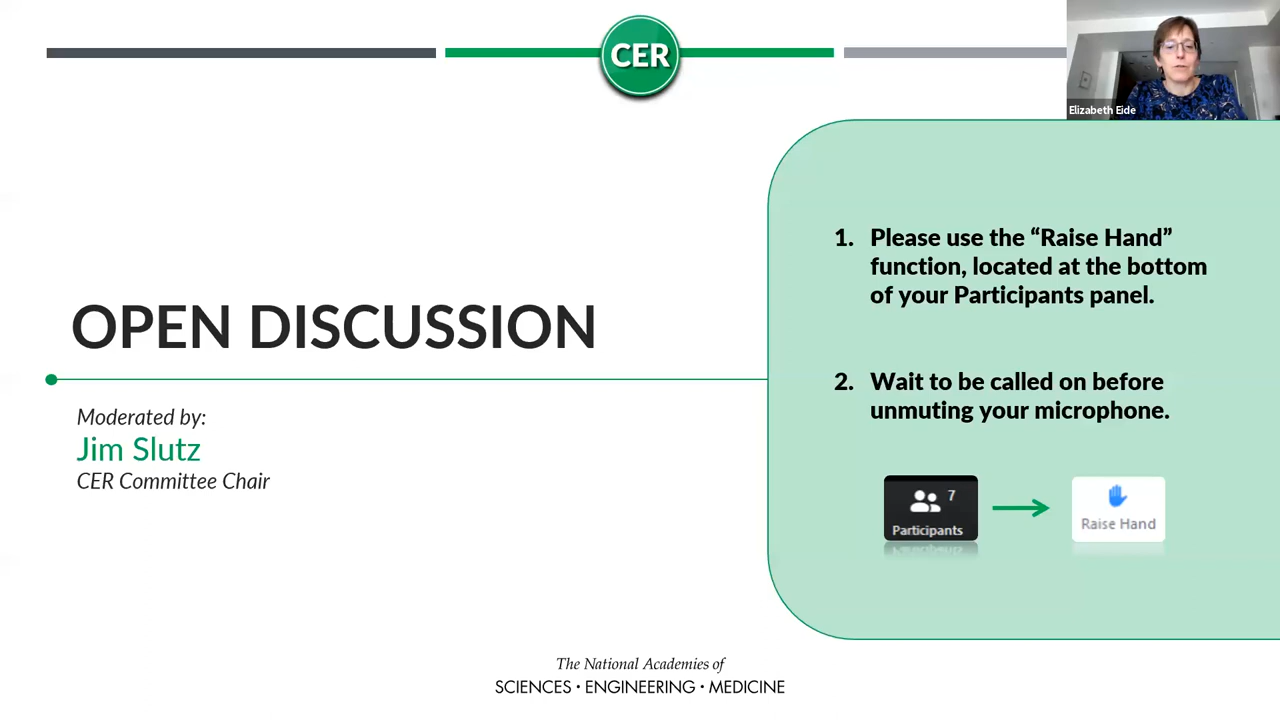 CER
Elizabeth Eide
OPEN DISCUSSION
Moderated by:
Jim Slutz
CER Committee Chair
1. Please use the “Raise Hand”
function, located at the bottom
of your Participants panel.
2. Wait to be called on before
unmuting your microphone.
7
Participants
Raise Hand
The National Academies of
SCIENCES · ENGINEERING · MEDICINE